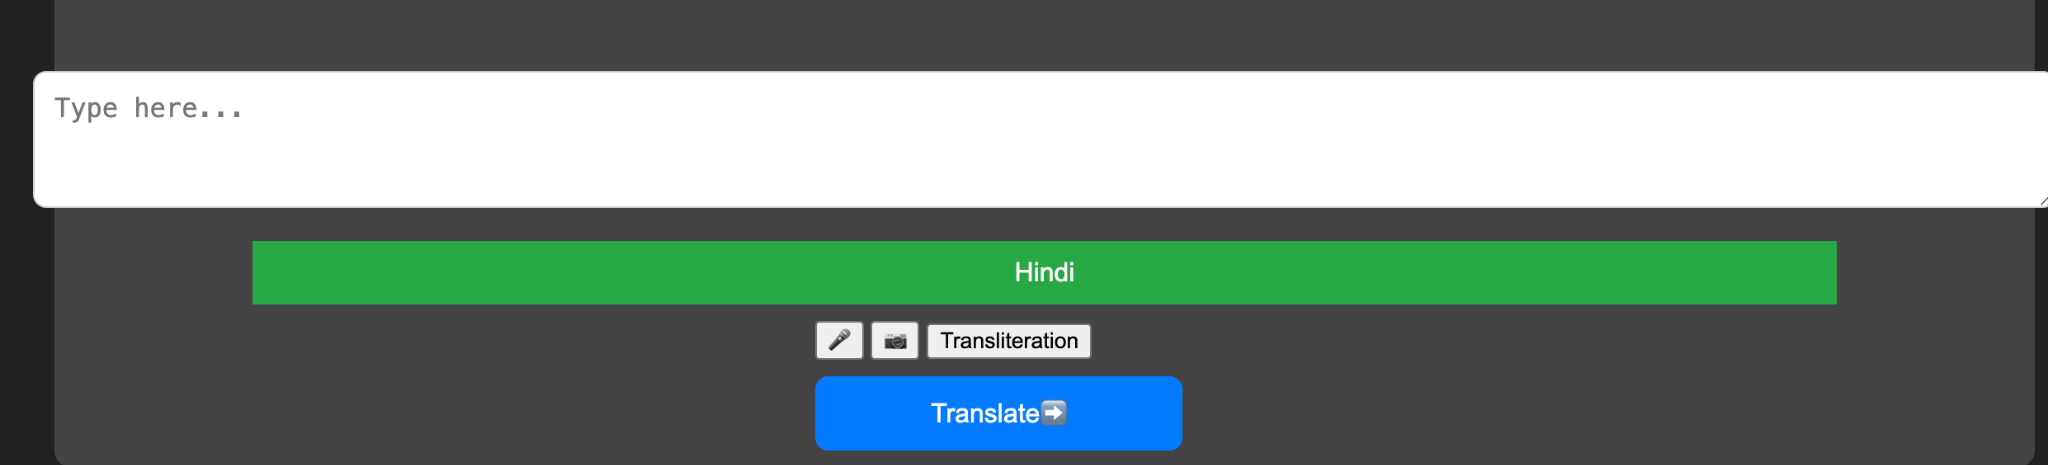 Type here...
Hindi
🎤 📷 Transliteration
Translate➡️